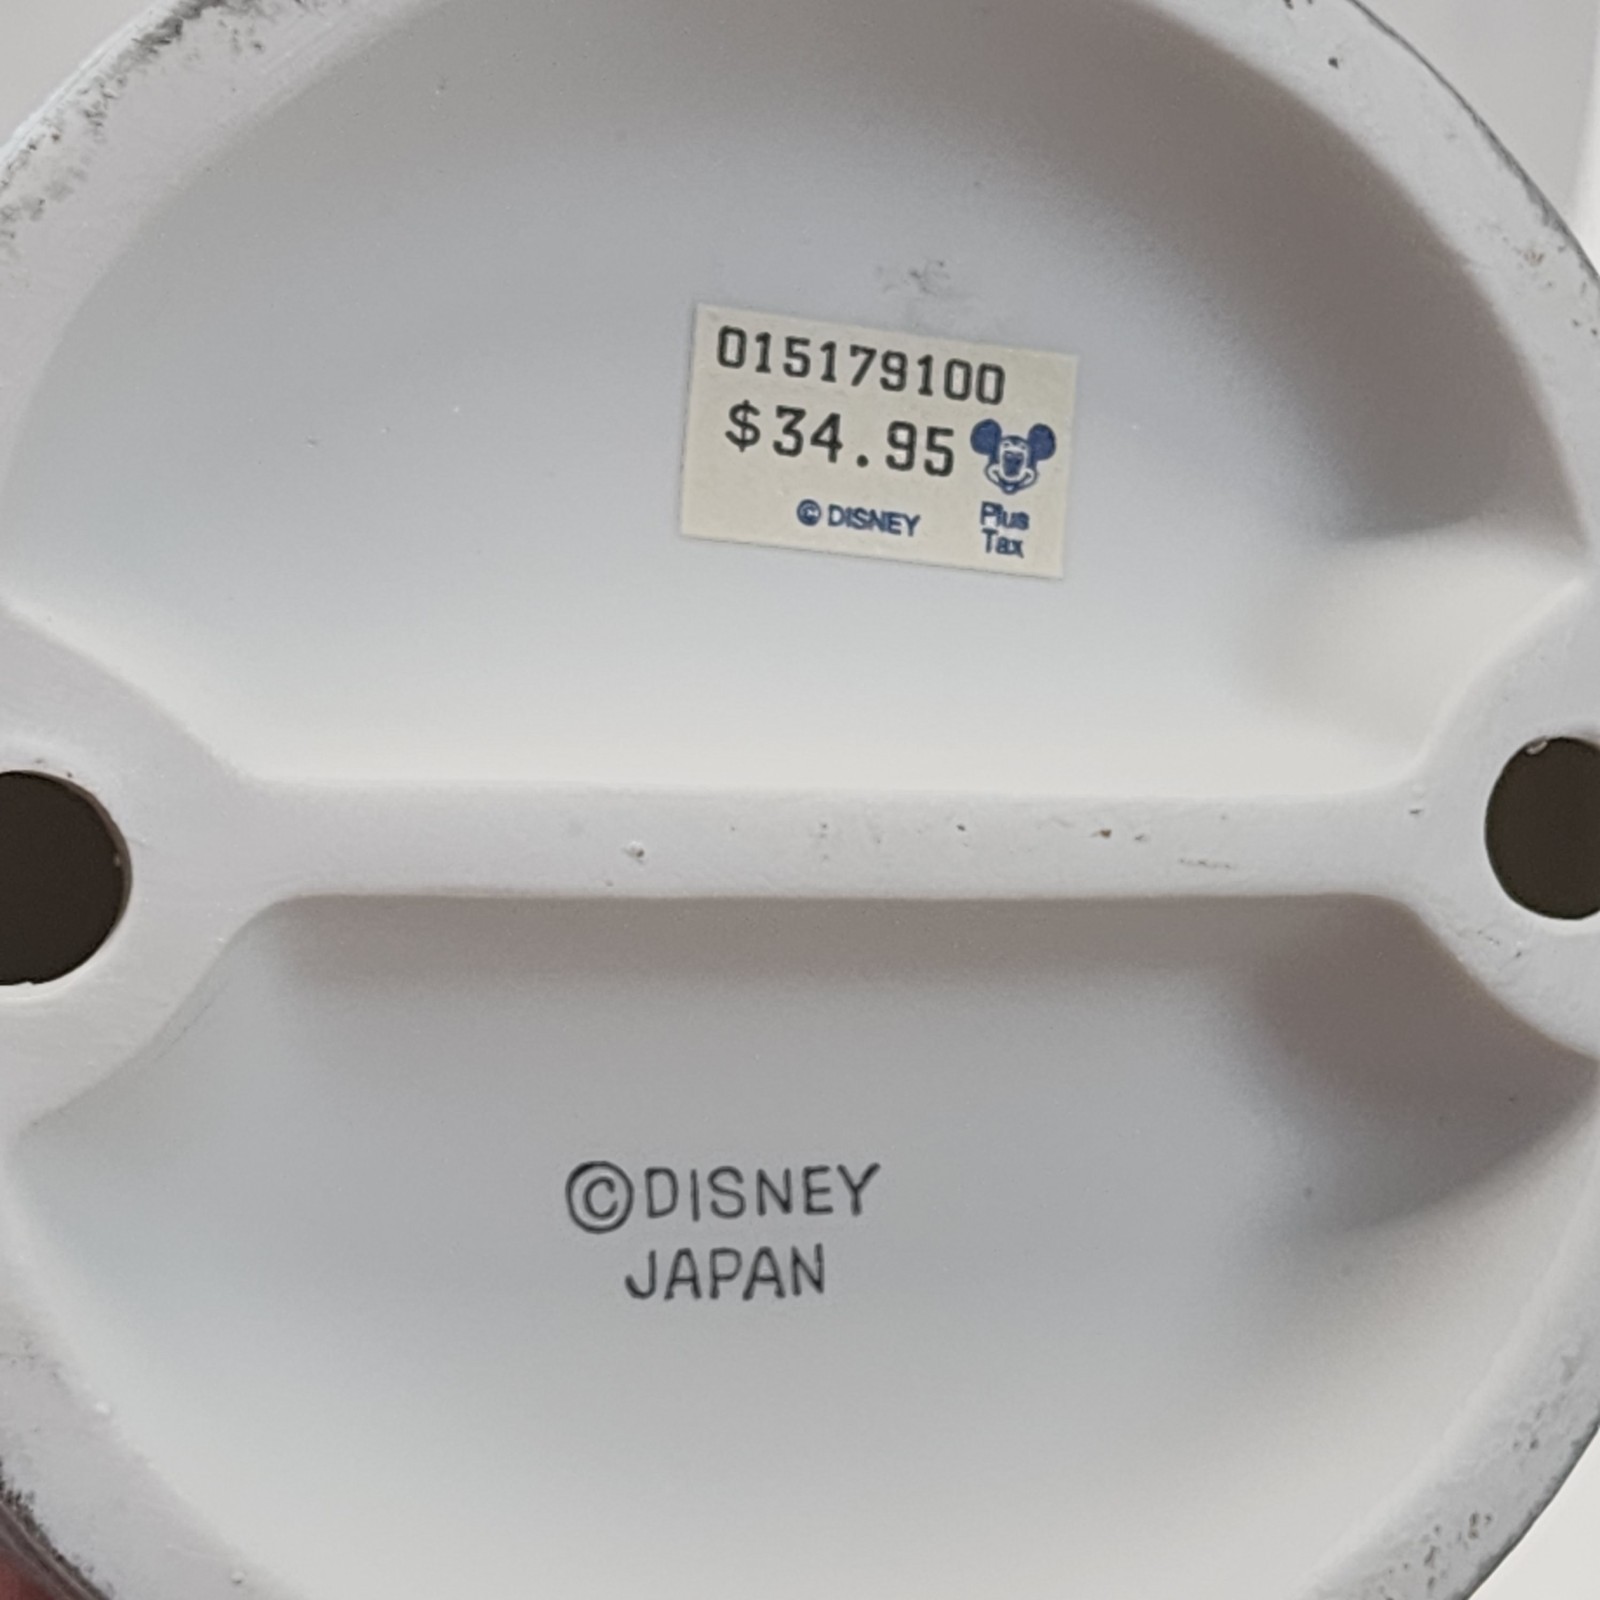 015179100
$34.95
© DISNEY
Plus
Tax
©DISNEY
JAPAN